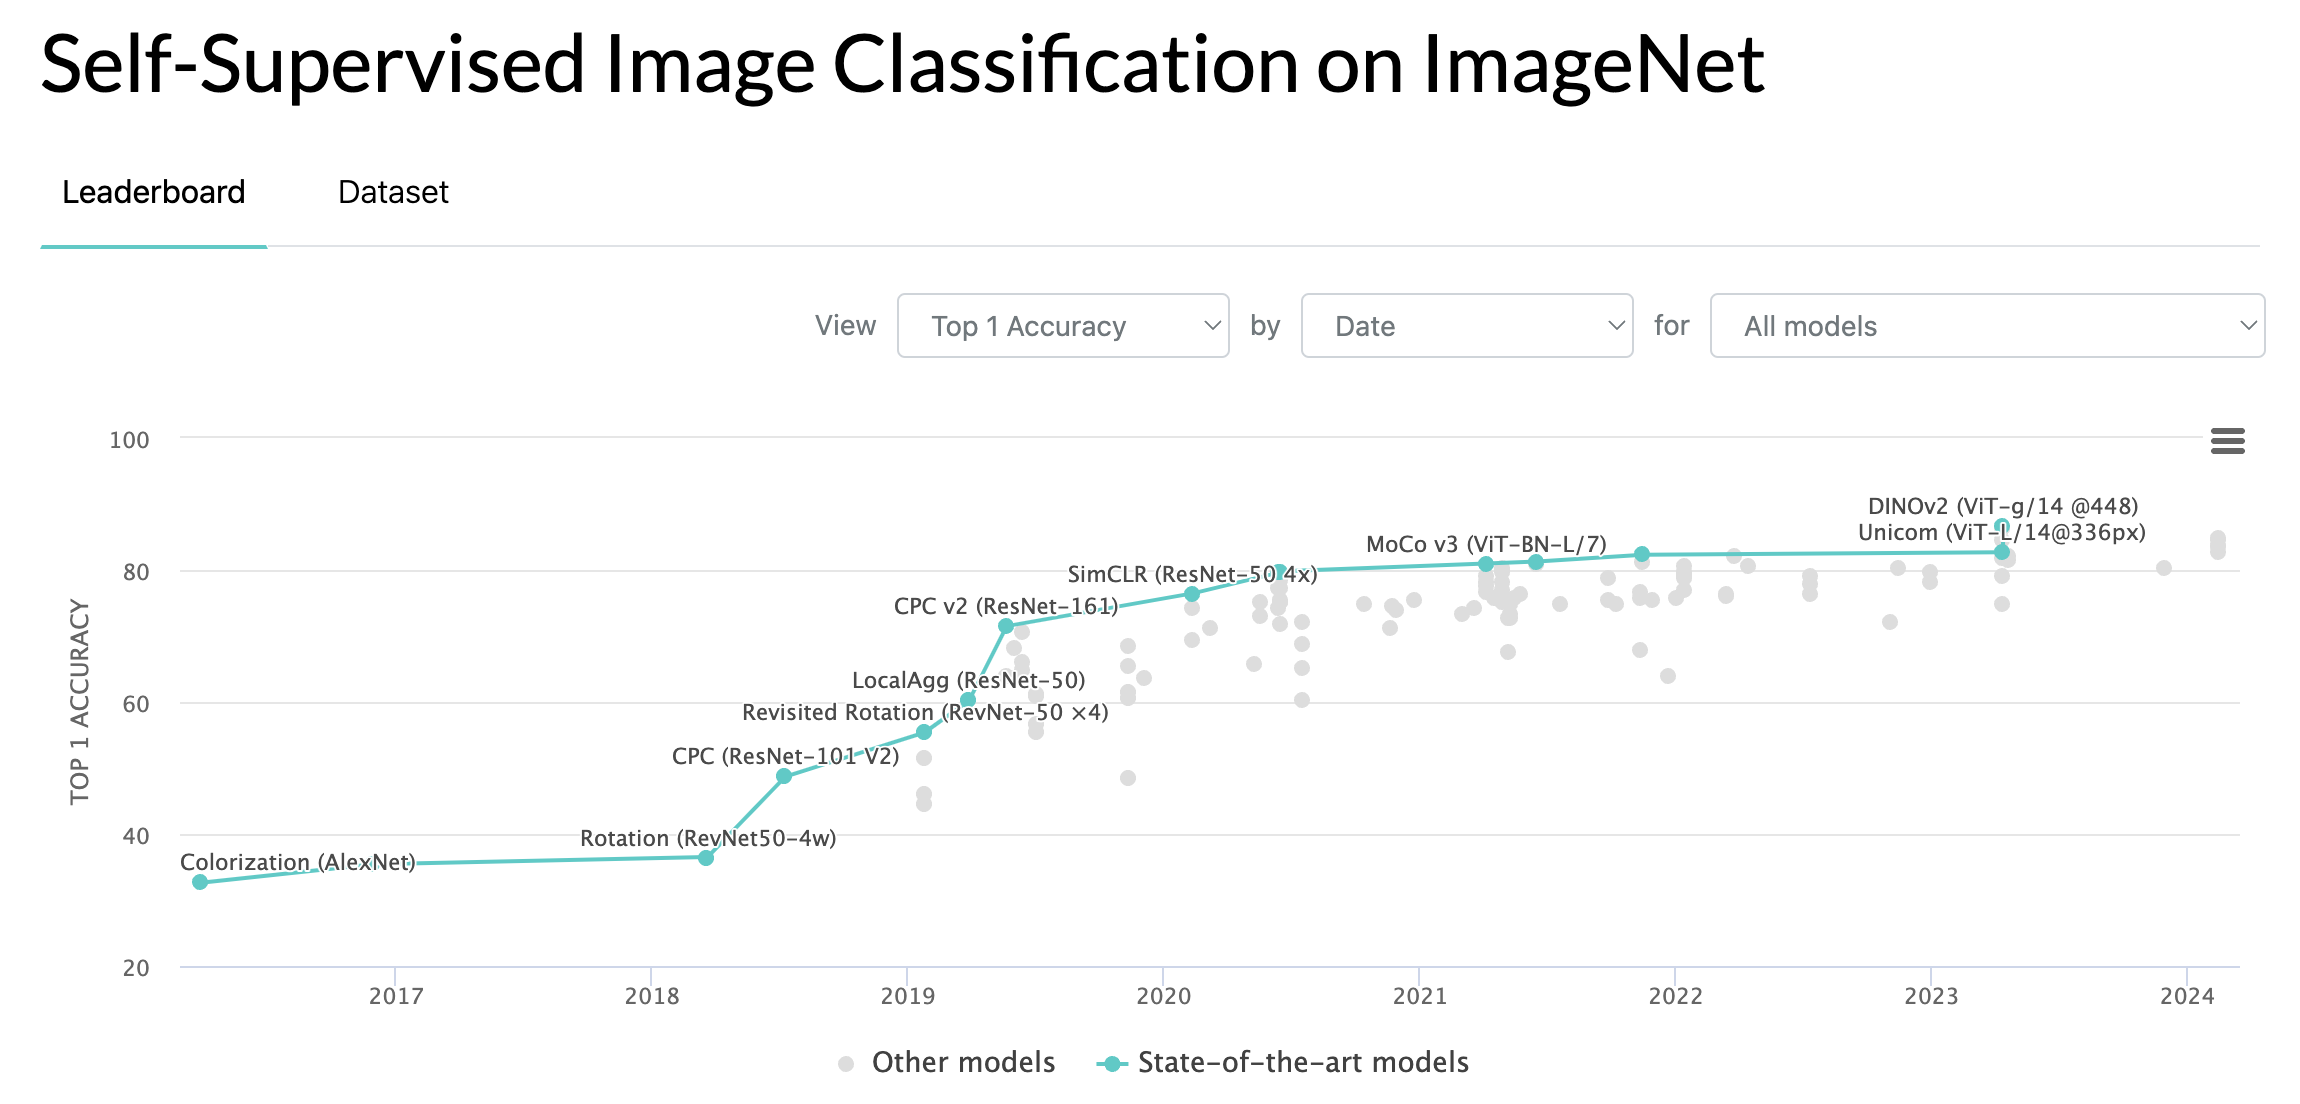 Self-Supervised Image Classification on ImageNet
Leaderboard Dataset
View Top 1 Accuracy by Date for All models
100
80
60
40
20
TOP 1 ACCURACY
DINOv2 (ViT-g/14 @448)
Unicom (ViT-L/14@336px)
MoCo v3 (ViT-BN-L/7)
SimCLR (ResNet-50 4x)
CPC v2 (ResNet-161)
LocalAgg (ResNet-50)
Revisited Rotation (RevNet-50 ×4)
CPC (ResNet-101 V2)
Rotation (RevNet50-4w)
Colorization (AlexNet)
2017 2018 2019 2020 2021 2022 2023 2024
Other models State-of-the-art models